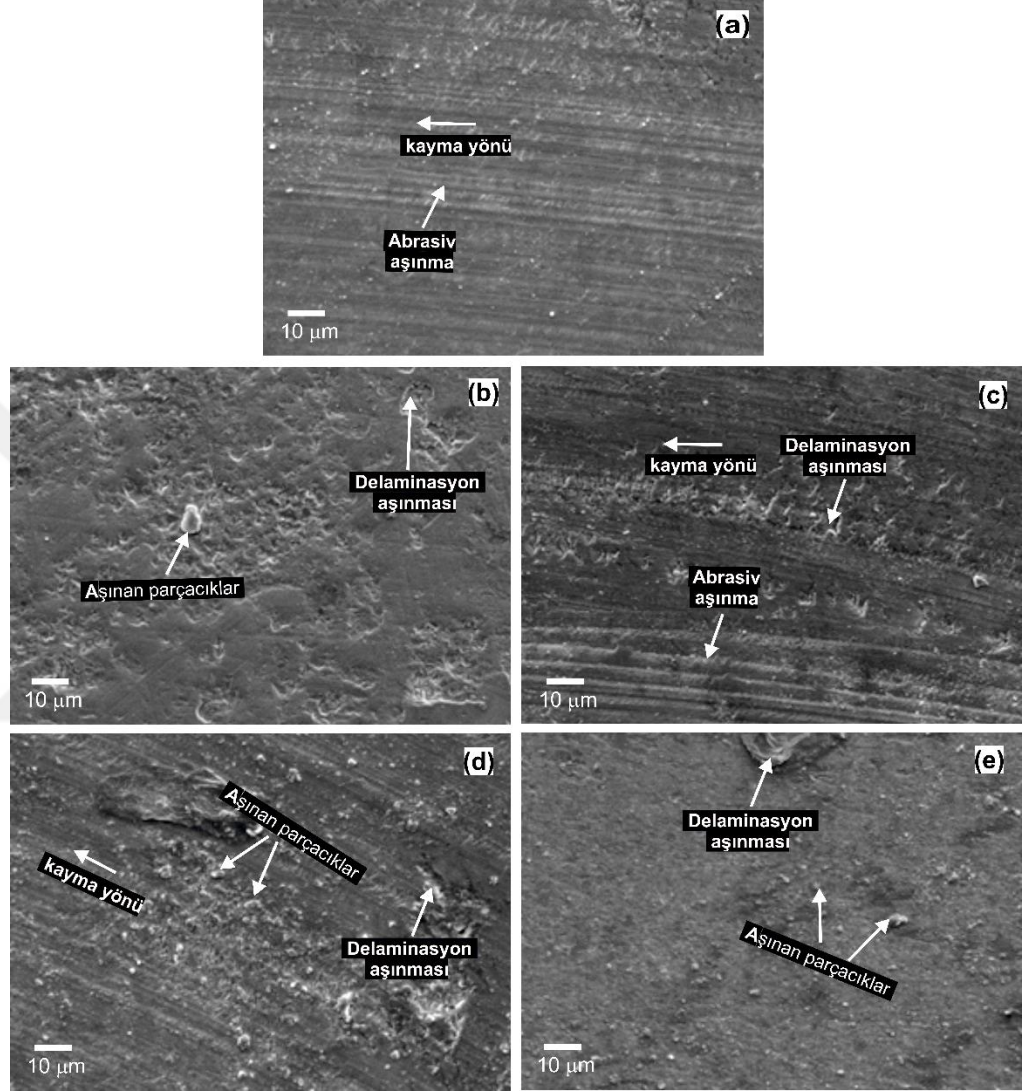 (a)
kayma yönü
Abrasiv
aşınma
10 μm
(b)
Delaminasyon
aşınması
Aşınan parçacıklar
10 μm
(c)
kayma yönü
Delaminasyon
aşınması
Abrasiv
aşınma
10 μm
(d)
Aşınan parçacıklar
kayma yönü
Delaminasyon
aşınması
10 μm
(e)
Delaminasyon
aşınması
Aşınan parçacıklar
10 μm